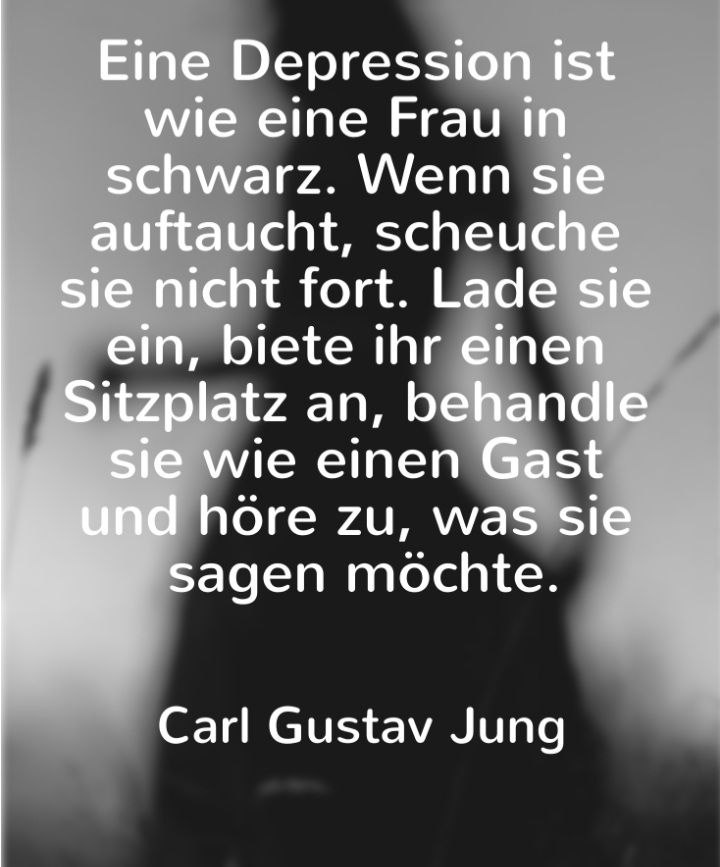 Eine Depression ist
wie eine Frau in
schwarz. Wenn sie
auftaucht, scheuche
sie nicht fort. Lade sie
ein, biete ihr einen
Sitzplatz an, behandle
sie wie einen Gast
und höre zu, was sie
sagen möchte.
Carl Gustav Jung